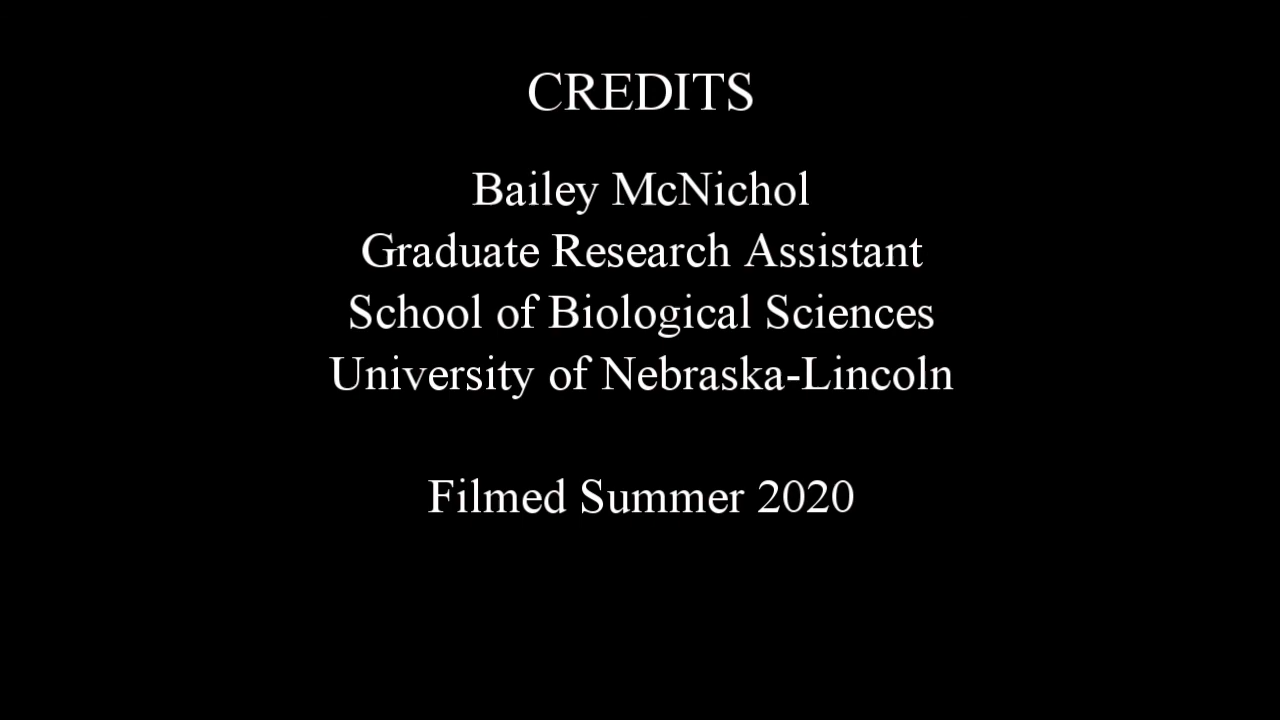 CREDITS
Bailey McNichol
Graduate Research Assistant
School of Biological Sciences
University of Nebraska-Lincoln
Filmed Summer 2020